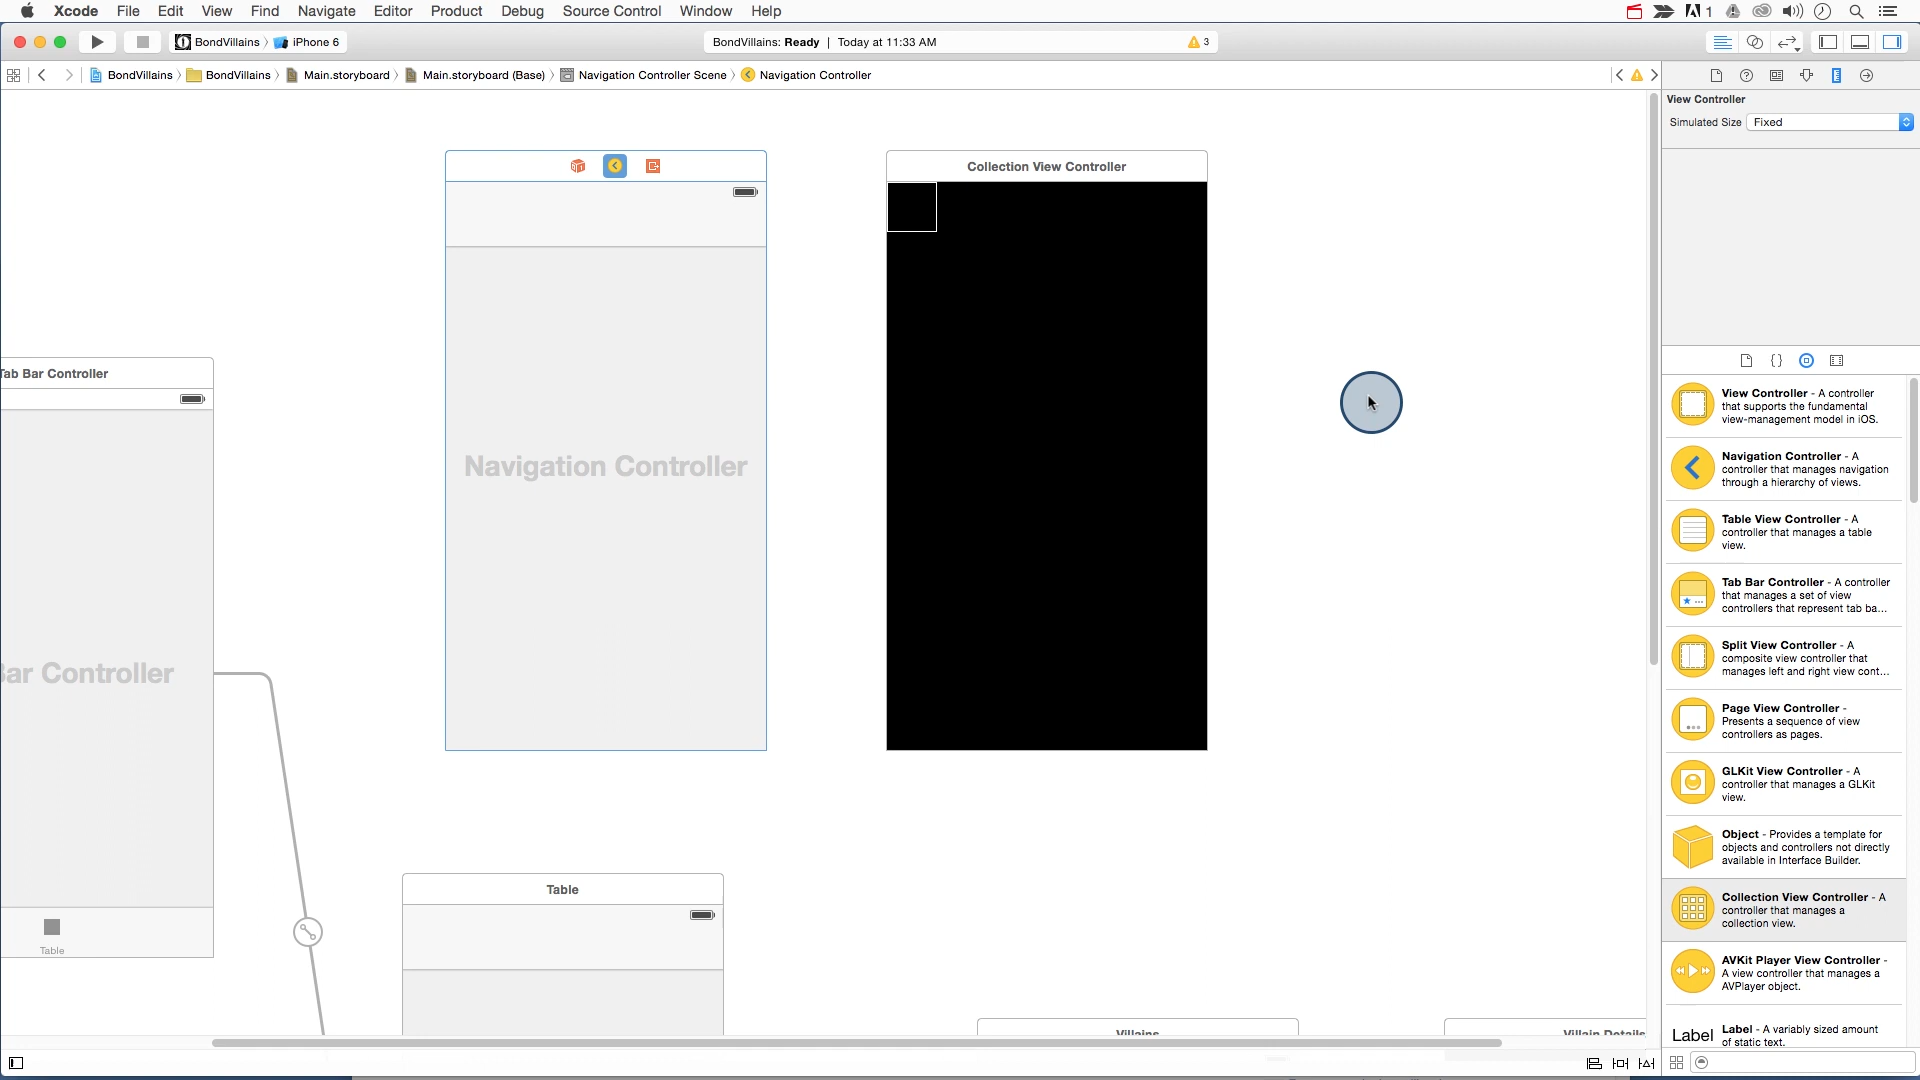 Xcode File Edit View Find Navigate Editor Product Debug Source Control Window Help
1
BondVillains iPhone 6
BondVillains: Ready | Today at 11:33 AM
3
BondVillains BondVillains Main.storyboard Main.storyboard (Base) Navigation Controller Scene Navigation Controller
View Controller
Simulated Size Fixed
Collection View Controller
Navigation Controller
Tab Bar Controller
Bar Controller
Table
Table
Villains
Villain Details
View Controller - A controller
that supports the fundamental
view-management model in iOS.
Navigation Controller - A
controller that manages navigation
through a hierarchy of views.
Table View Controller - A
controller that manages a table
view.
Tab Bar Controller - A controller
that manages a set of view
controllers that represent tab ba...
Split View Controller - A
composite view controller that
manages left and right view cont...
Page View Controller -
Presents a sequence of view
controllers as pages.
GLKit View Controller - A
controller that manages a GLKit
view.
Object - Provides a template for
objects and controllers not directly
available in Interface Builder.
Collection View Controller - A
controller that manages a
collection view.
AVKit Player View Controller -
A view controller that manages a
AVPlayer object.
Label
Label - A variably sized amount
of static text.